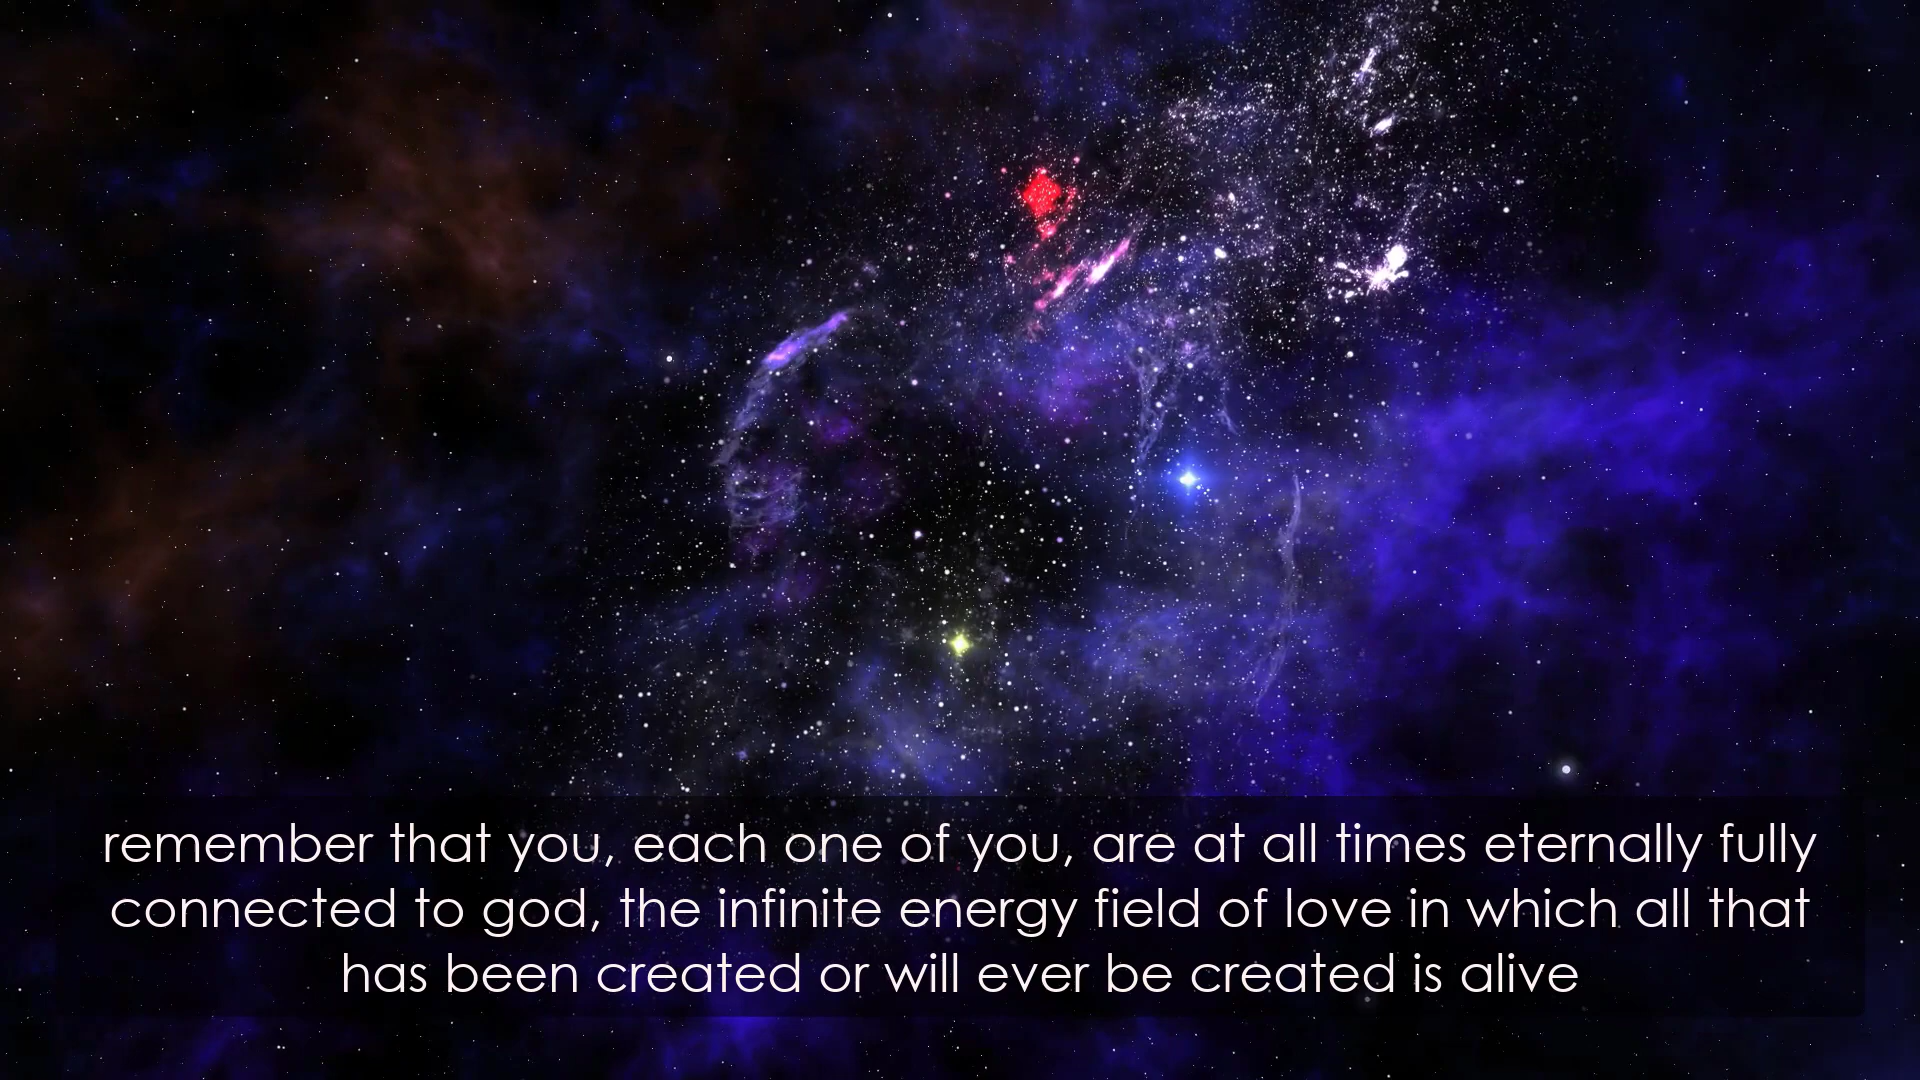 remember that you, each one of you, are at all times eternally fully
connected to god, the infinite energy field of love in which all that
has been created or will ever be created is alive